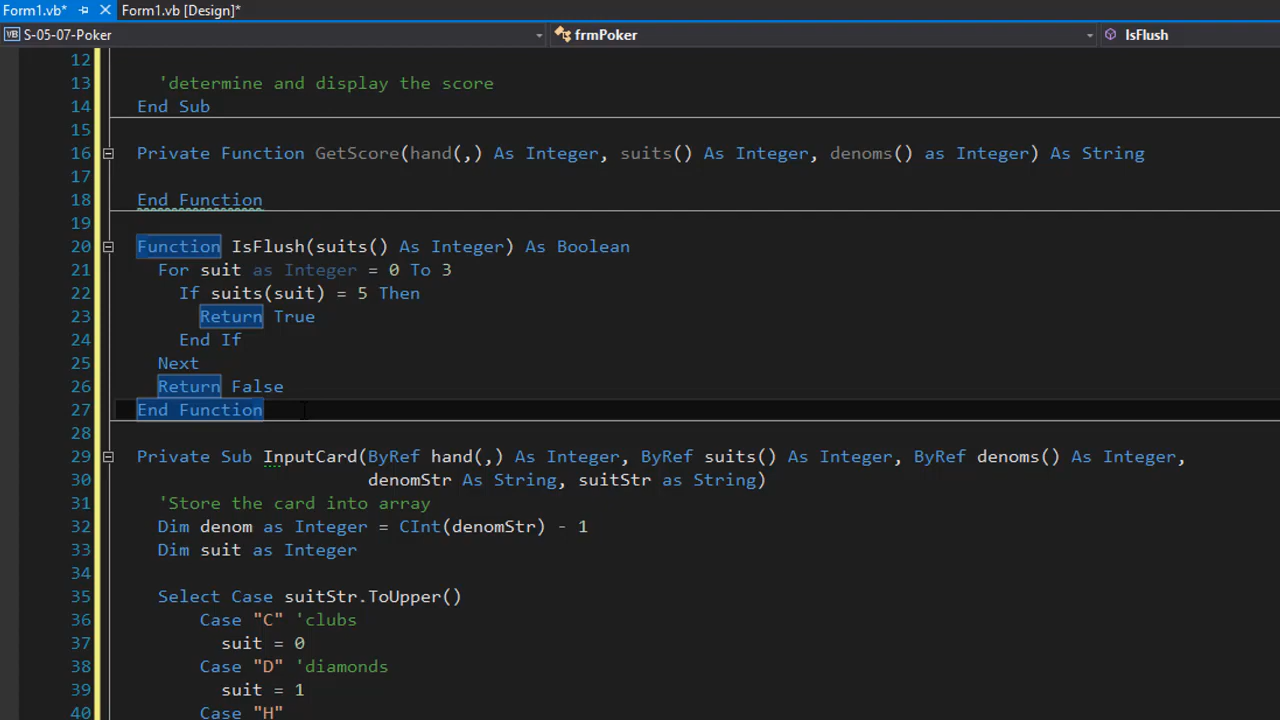 Form1.vb* Form1.vb [Design]*
VB S-05-07-Poker frmPoker IsFlush
12
13 'determine and display the score
14 End Sub
15
16 Private Function GetScore(hand(,) As Integer, suits() As Integer, denoms() as Integer) As String
17
18 End Function
19
20 Function IsFlush(suits() As Integer) As Boolean
21 For suit as Integer = 0 To 3
22 If suits(suit) = 5 Then
23 Return True
24 End If
25 Next
26 Return False
27 End Function
28
29 Private Sub InputCard(ByRef hand(,) As Integer, ByRef suits() As Integer, ByRef denoms() As Integer,
30 denomStr As String, suitStr as String)
31 'Store the card into array
32 Dim denom as Integer = CInt(denomStr) - 1
33 Dim suit as Integer
34
35 Select Case suitStr.ToUpper()
36 Case "C" 'clubs
37 suit = 0
38 Case "D" 'diamonds
39 suit = 1
40 Case "H"